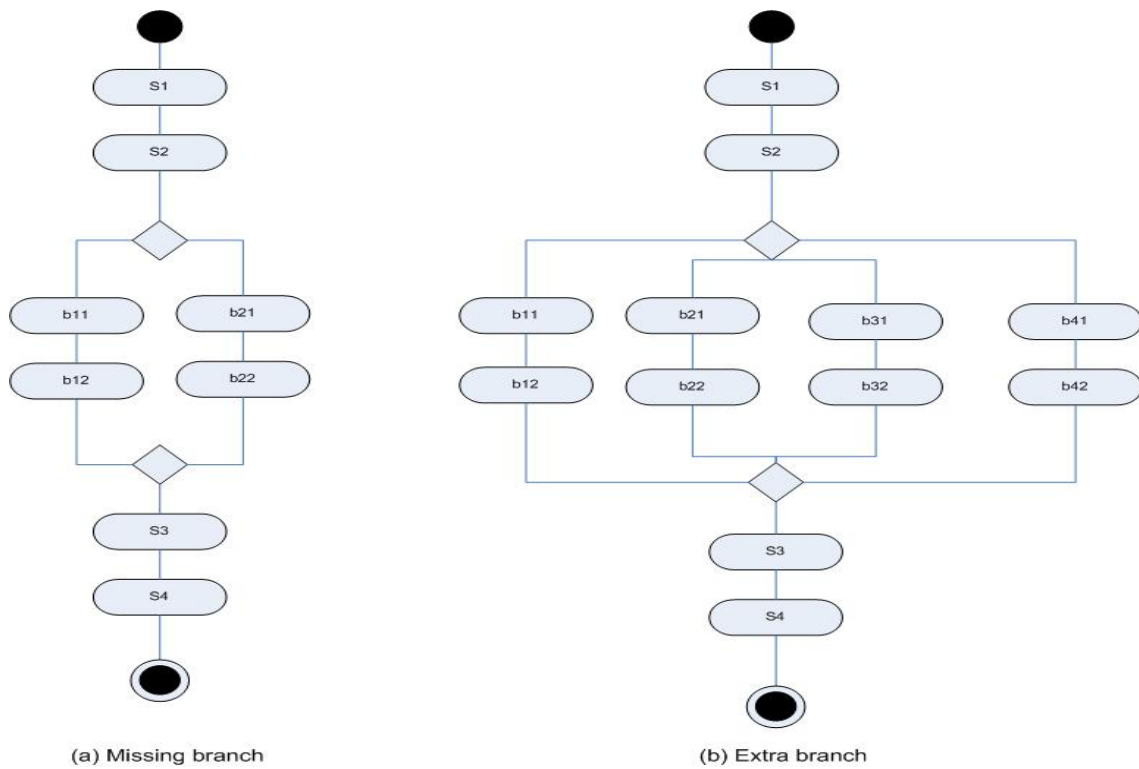 S1
S2
b11
b21
b12
b22
S3
S4
(a) Missing branch
S1
S2
b11
b21
b31
b41
b12
b22
b32
b42
S3
S4
(b) Extra branch